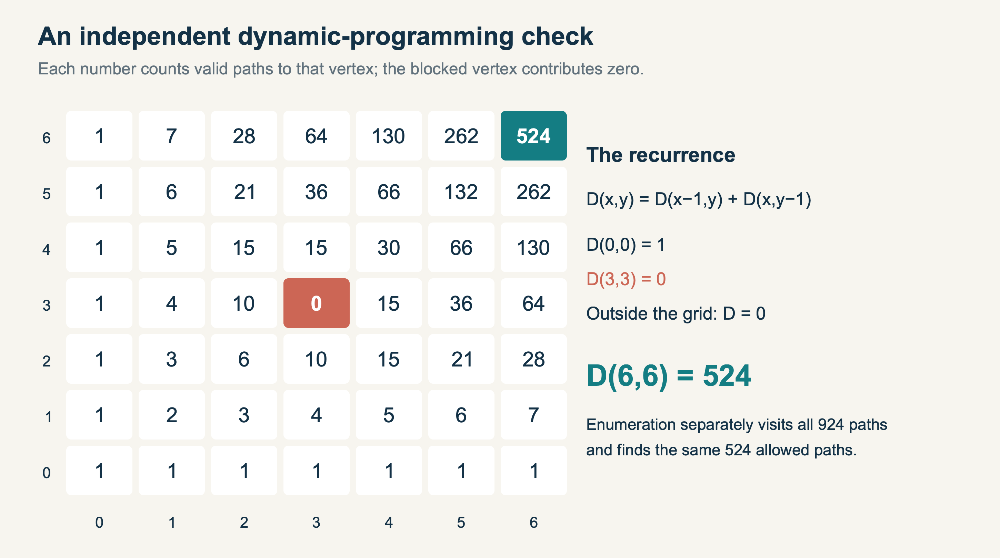 An independent dynamic-programming check
Each number counts valid paths to that vertex; the blocked vertex contributes zero.
6 1 7 28 64 130 262 524
5 1 6 21 36 66 132 262
4 1 5 15 15 30 66 130
3 1 4 10 0 15 36 64
2 1 3 6 10 15 21 28
1 1 2 3 4 5 6 7
0 1 1 1 1 1 1 1
0 1 2 3 4 5 6
The recurrence
D(x,y) = D(x−1,y) + D(x,y−1)
D(0,0) = 1
D(3,3) = 0
Outside the grid: D = 0
D(6,6) = 524
Enumeration separately visits all 924 paths
and finds the same 524 allowed paths.